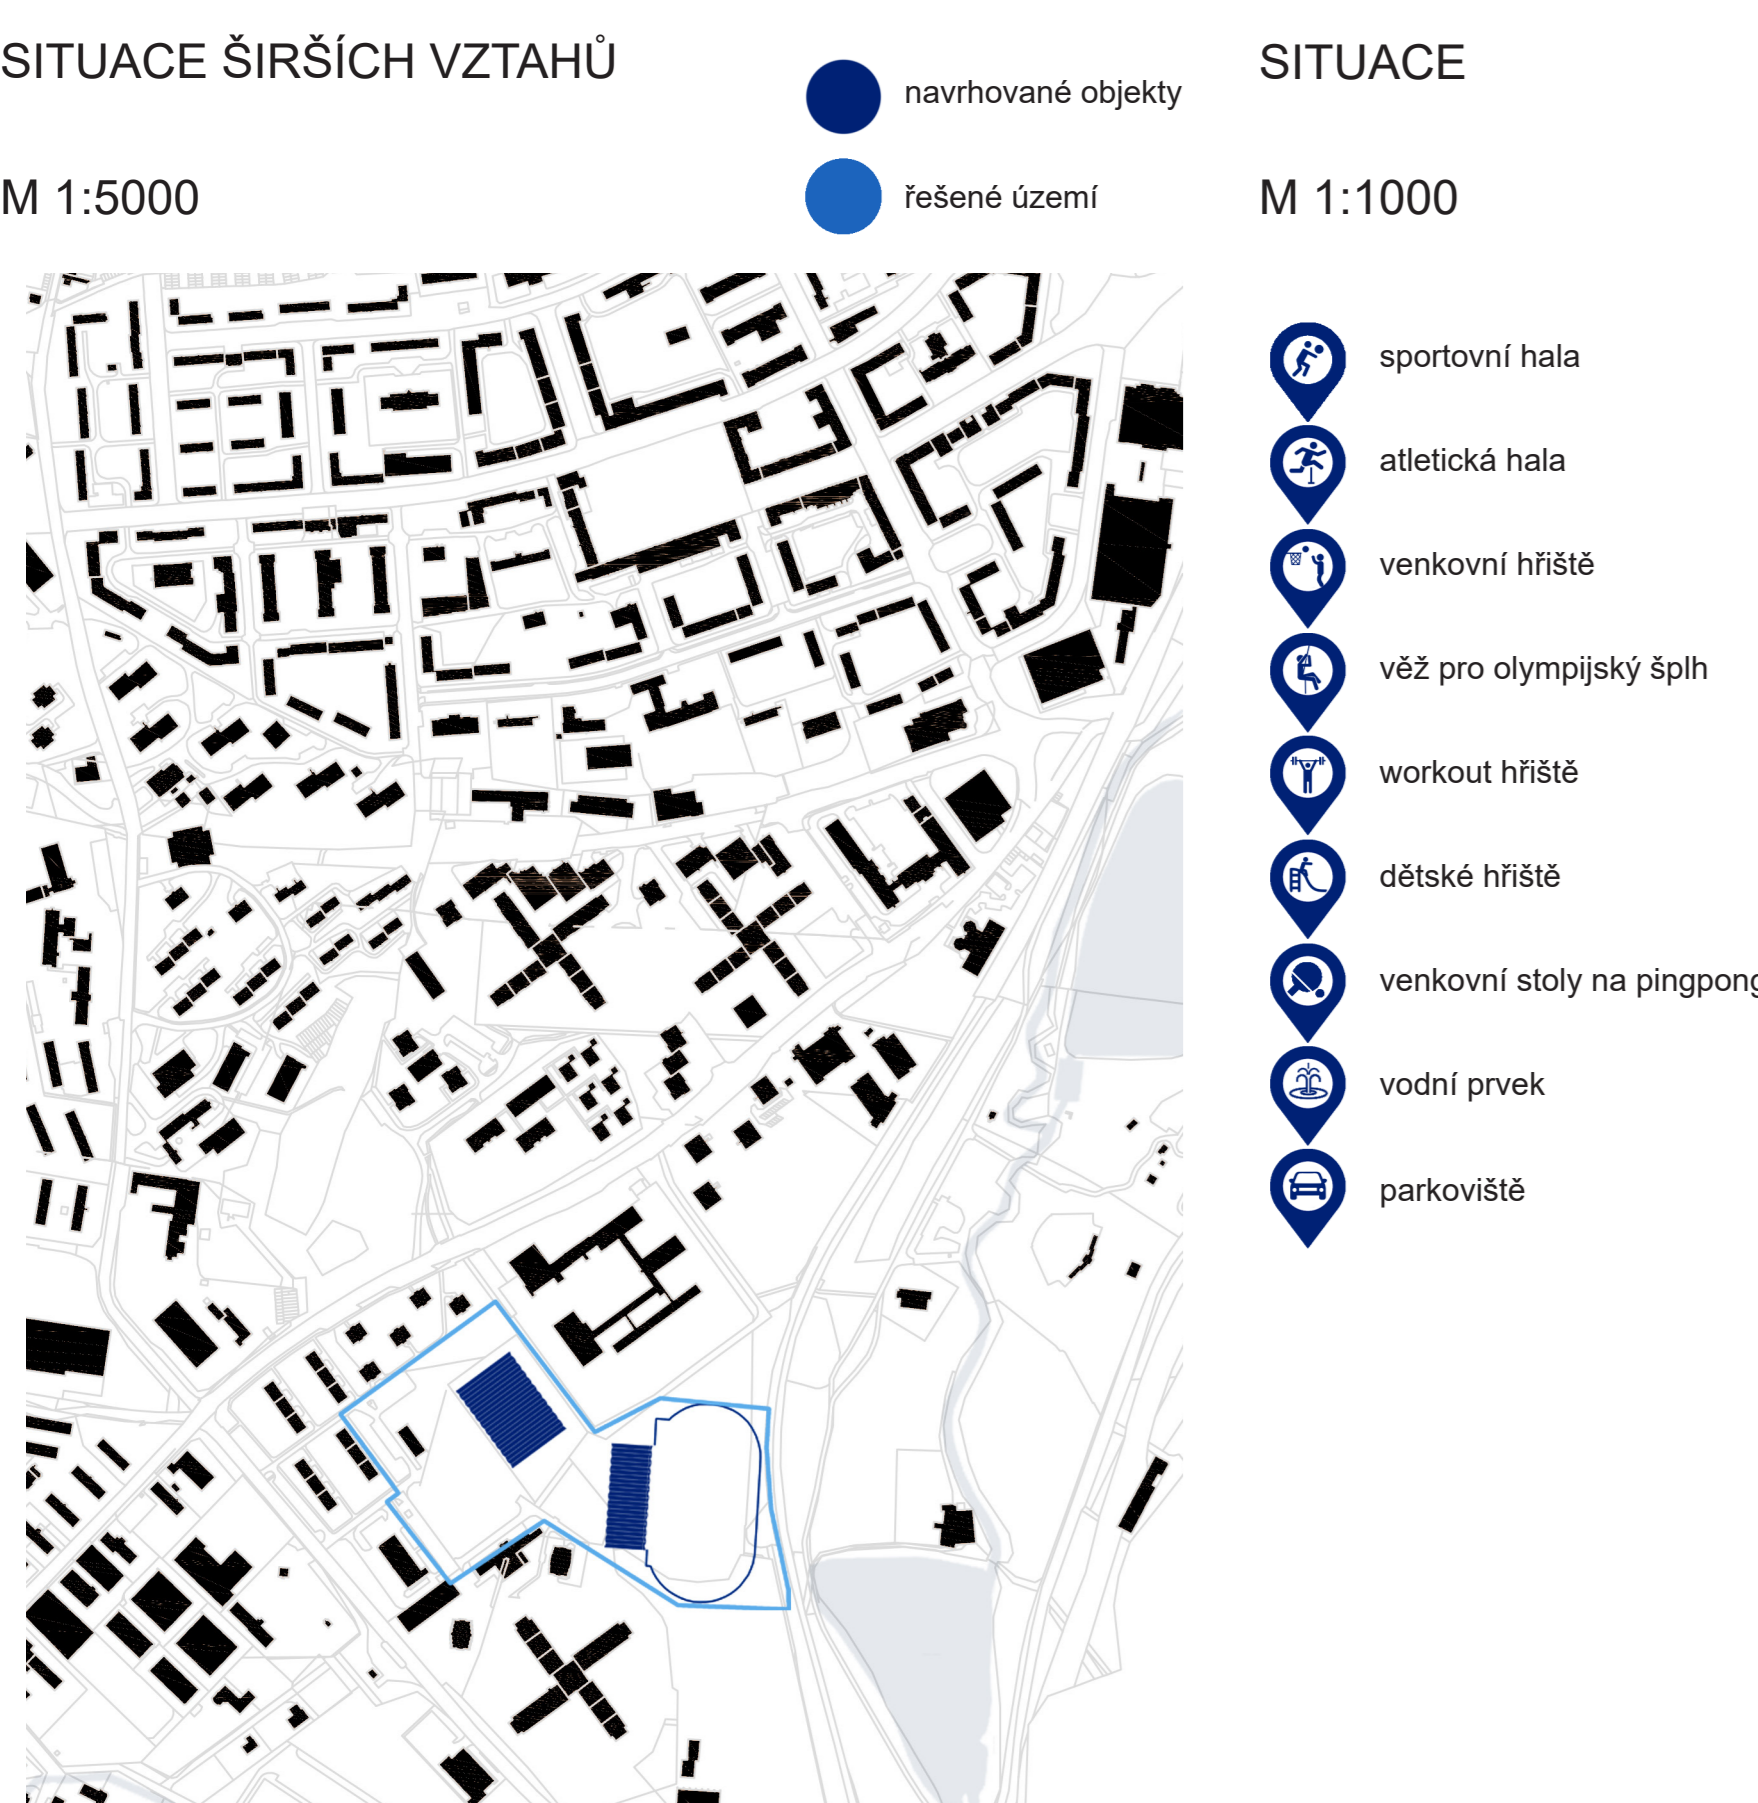 SITUACE ŠIRŠÍCH VZTAHŮ
M 1:5000
navrhované objekty
řešené území
SITUACE
M 1:1000
sportovní hala
atletická hala
venkovní hřiště
věž pro olympijský šplh
workout hřiště
dětské hřiště
venkovní stoly na pingpong
vodní prvek
parkoviště